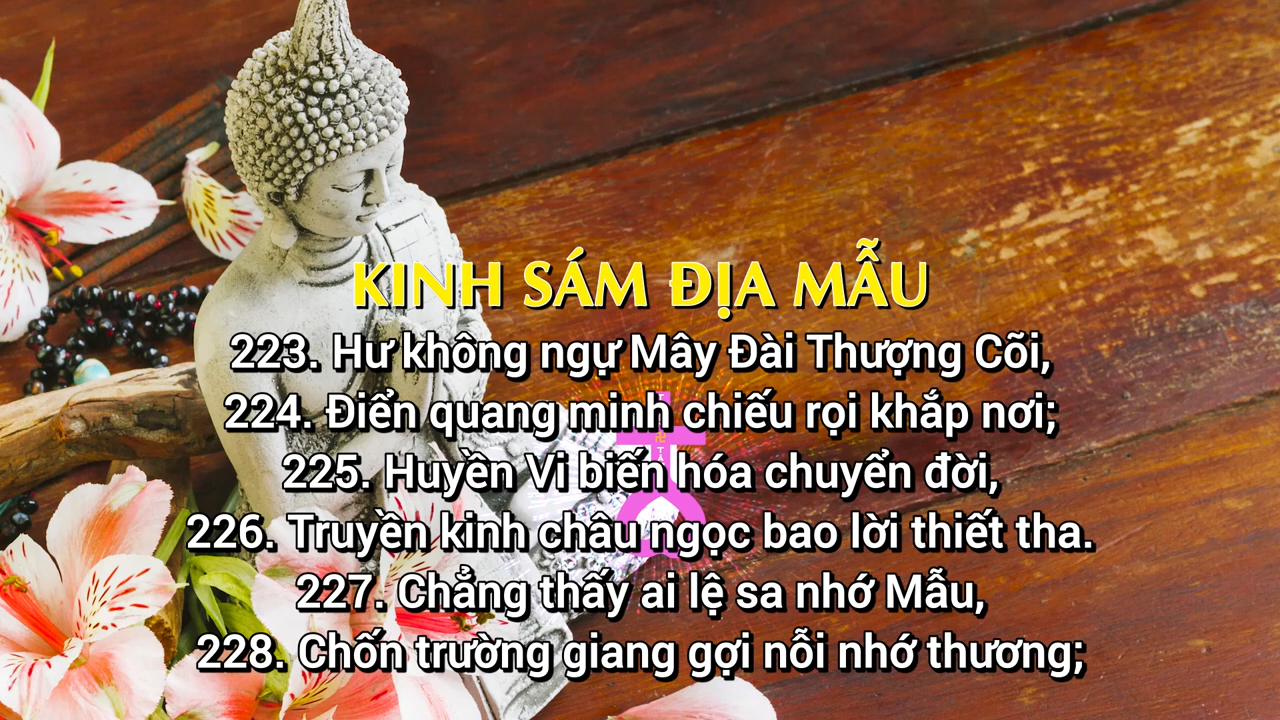 KINH SÁM ĐỊA MẪU
223. Hư không ngự Mây Đài Thượng Cõi,
224. Điển quang minh chiếu rọi khắp nơi;
225. Huyền Vi biến hóa chuyển đời,
226. Truyền kinh châu ngọc bao lời thiết tha.
227. Chẳng thấy ai lệ sa nhớ Mẫu,
228. Chốn trường giang gợi nỗi nhớ thương;